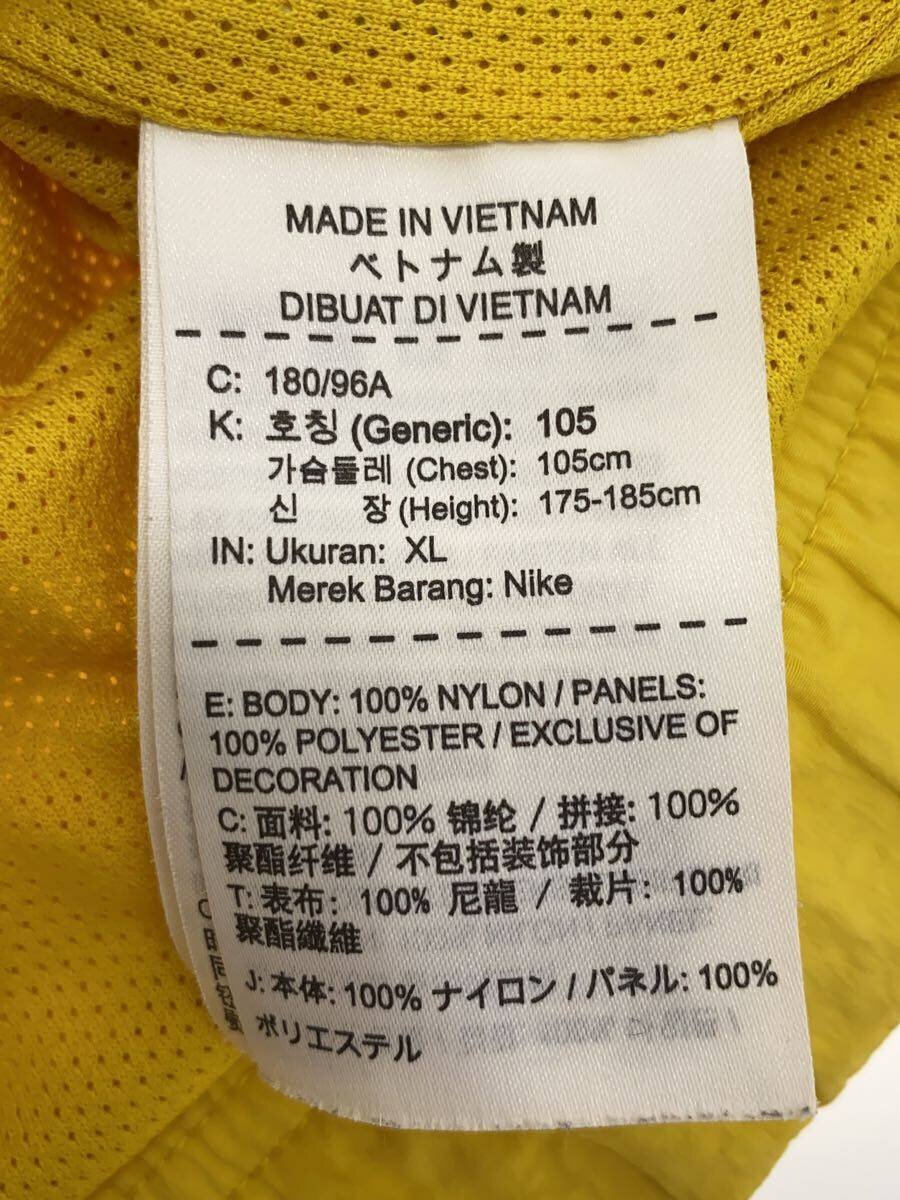 MADE IN VIETNAM
ベトナム製
DIBUAT DI VIETNAM
C: 180/96A
K: 호칭 (Generic): 105
가슴둘레 (Chest): 105cm
신 장 (Height): 175-185cm
IN: Ukuran: XL
Merek Barang: Nike
E: BODY: 100% NYLON / PANELS:
100% POLYESTER / EXCLUSIVE OF
DECORATION
C: 面料: 100% 锦纶 / 拼接: 100%
聚酯纤维 / 不包括装饰部分
T: 表布: 100% 尼龍 / 裁片: 100%
聚酯纖維
J: 本体: 100% ナイロン / パネル: 100%
ポリエステル